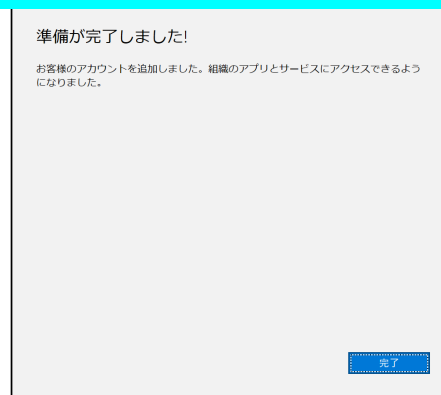 準備が完了しました!
お客様のアカウントを追加しました。組織のアプリとサービスにアクセスできるよう
になりました。
完了